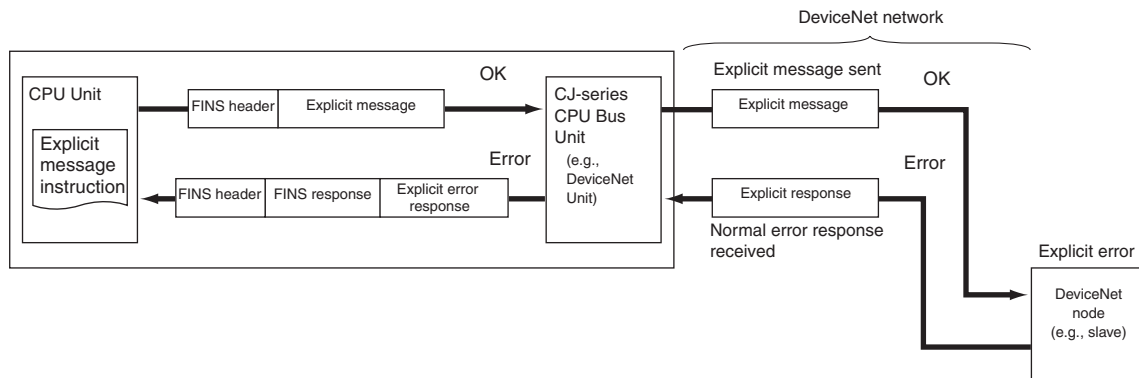 DeviceNet network
CPU Unit
Explicit
message
instruction
FINS header
Explicit message
OK
CJ-series
CPU Bus
Unit
(e.g.,
DeviceNet
Unit)
Explicit message sent
Explicit message
OK
Error
FINS header
FINS response
Explicit error
response
Error
Explicit response
Normal error response
received
Explicit error
DeviceNet
node
(e.g., slave)